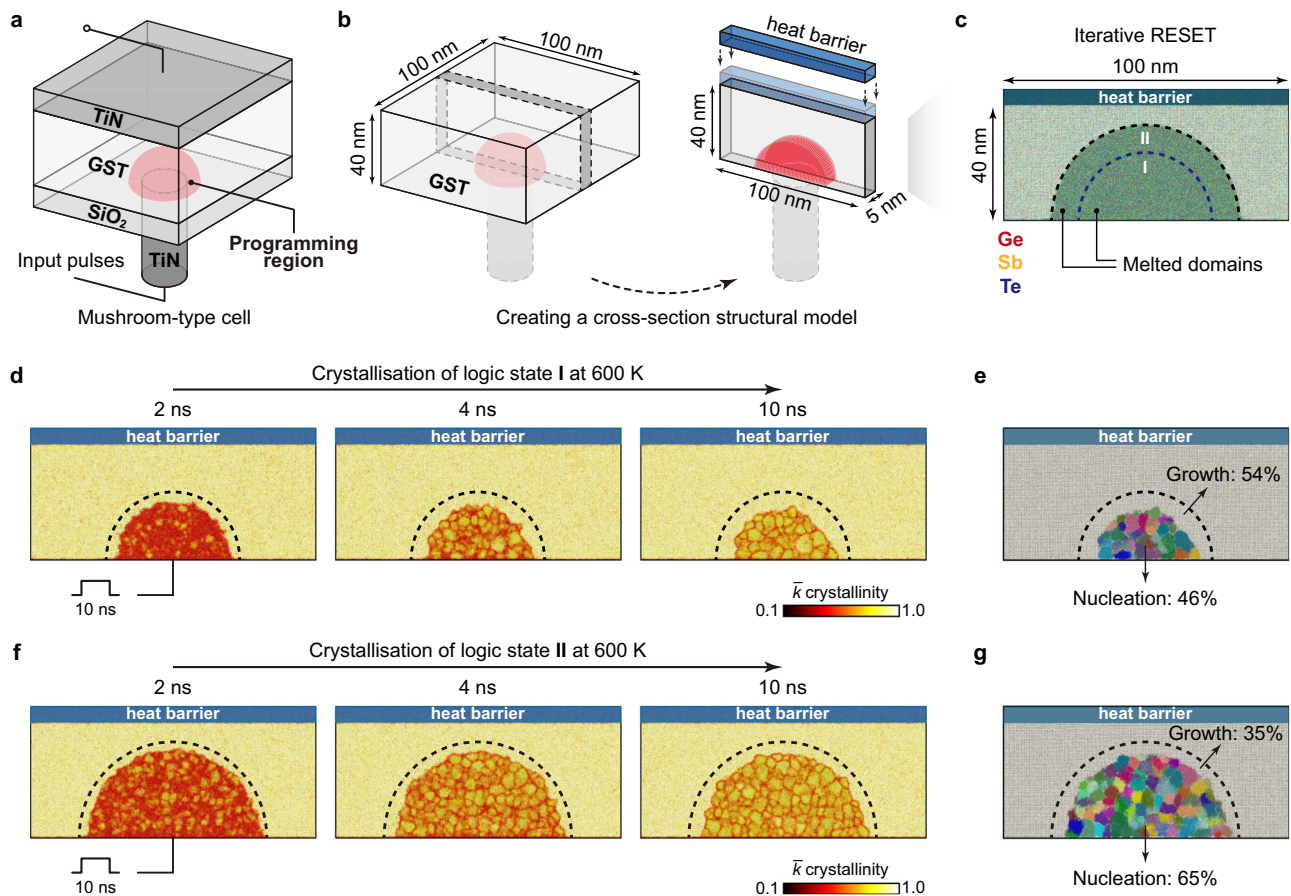 a
TiN
GST
SiO2
TiN
Programming
region
Input pulses
Mushroom-type cell
b
100 nm
100 nm
40 nm
GST
heat barrier
40 nm
100 nm
5 nm
Creating a cross-section structural model
c
Iterative RESET
100 nm
heat barrier
40 nm
II
I
Ge
Sb
Te
Melted domains
d
Crystallisation of logic state I at 600 K
2 ns
4 ns
10 ns
heat barrier
heat barrier
heat barrier
10 ns
k̅ crystallinity
0.1
1.0
e
heat barrier
Growth: 54%
Nucleation: 46%
f
Crystallisation of logic state II at 600 K
2 ns
4 ns
10 ns
heat barrier
heat barrier
heat barrier
10 ns
k̅ crystallinity
0.1
1.0
g
heat barrier
Growth: 35%
Nucleation: 65%